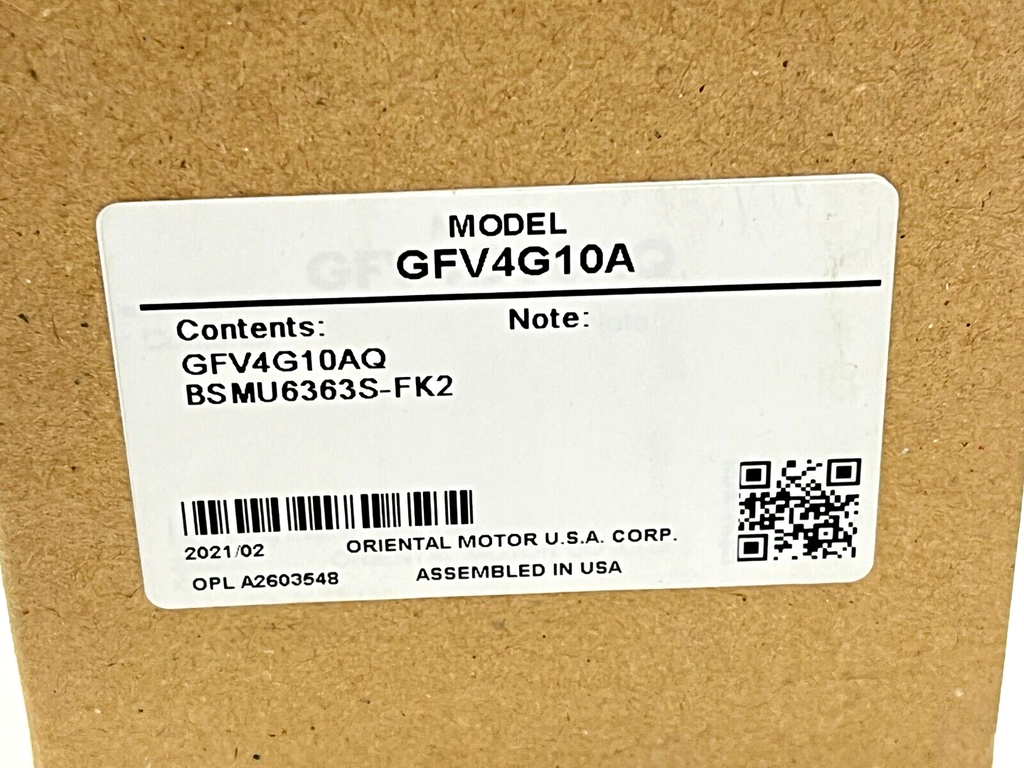 MODEL
GFV4G10A
Contents: Note:
GFV4G10AQ
BSMU6363S-FK2
2021/02 ORIENTAL MOTOR U.S.A. CORP.
OPL A2603548 ASSEMBLED IN USA